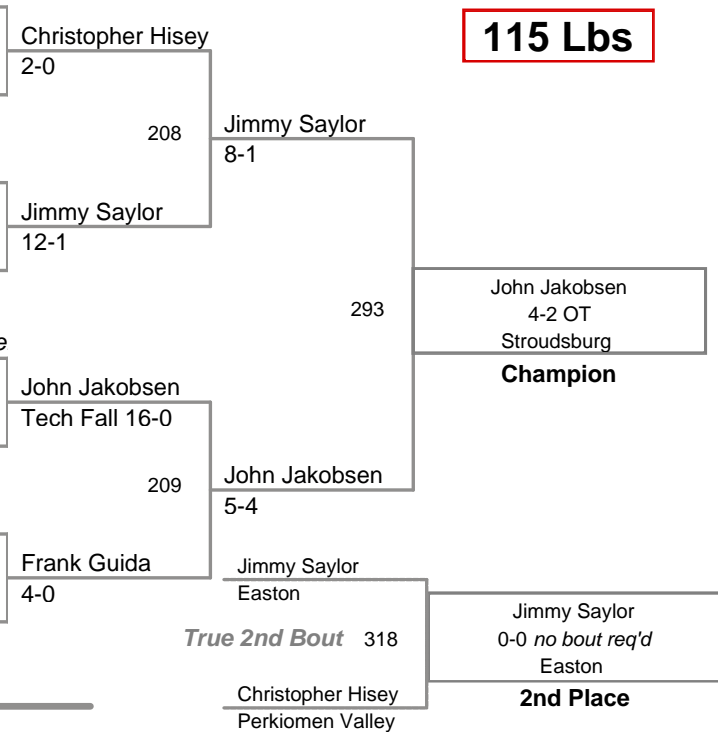 115 Lbs
Christopher Hisey
2-0
208
Jimmy Saylor
8-1
Jimmy Saylor
12-1
293
John Jakobsen
4-2 OT
Stroudsburg
Champion
e
John Jakobsen
Tech Fall 16-0
209
John Jakobsen
5-4
Frank Guida
4-0
Jimmy Saylor
Easton
True 2nd Bout 318
Jimmy Saylor
0-0 no bout req'd
Easton
2nd Place
Christopher Hisey
Perkiomen Valley